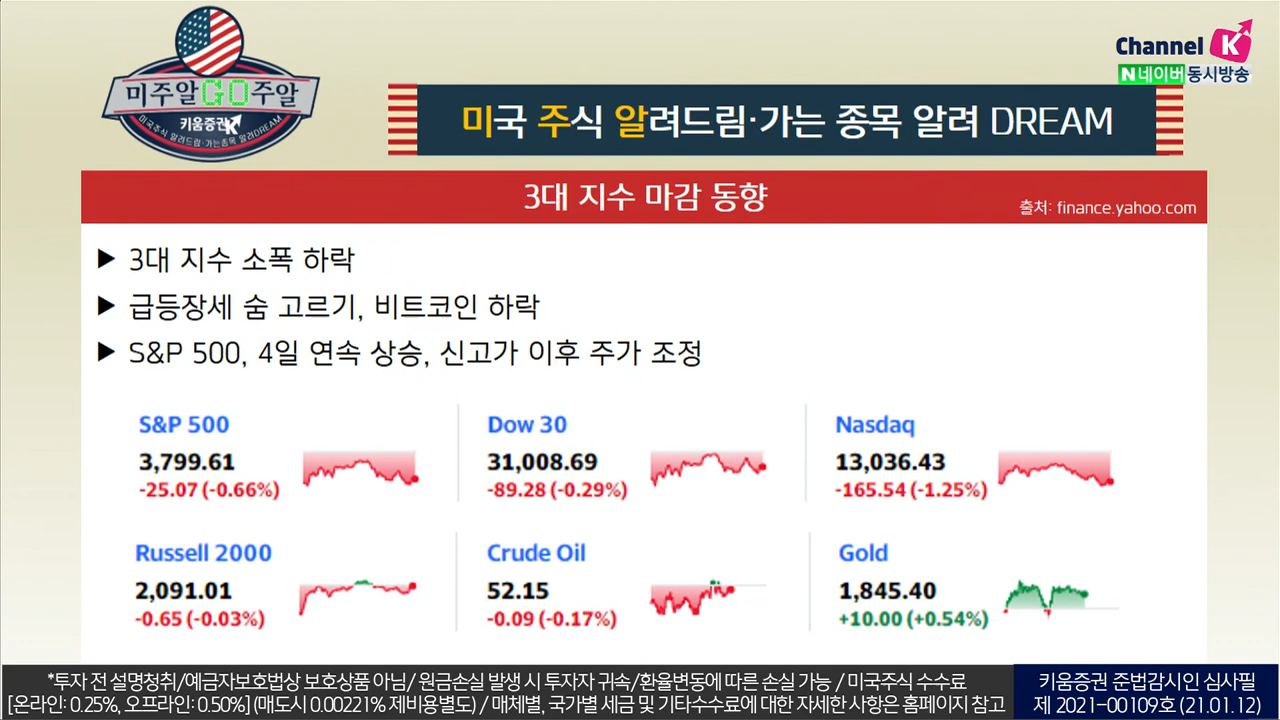 미주알GO주알
키움증권
미국주식 알려드림·가는종목 알려DREAM
Channel K
N 네이버 동시방송
미국 주식 알려드림·가는 종목 알려 DREAM
3대 지수 마감 동향
출처: finance.yahoo.com
▶ 3대 지수 소폭 하락
▶ 급등장세 숨 고르기, 비트코인 하락
▶ S&P 500, 4일 연속 상승, 신고가 이후 주가 조정
S&P 500
3,799.61
-25.07 (-0.66%)
Dow 30
31,008.69
-89.28 (-0.29%)
Nasdaq
13,036.43
-165.54 (-1.25%)
Russell 2000
2,091.01
-0.65 (-0.03%)
Crude Oil
52.15
-0.09 (-0.17%)
Gold
1,845.40
+10.00 (+0.54%)
*투자 전 설명청취/예금자보호법상 보호상품 아님/ 원금손실 발생 시 투자자 귀속/환율변동에 따른 손실 가능 / 미국주식 수수료
[온라인: 0.25%, 오프라인: 0.50%] (매도시 0.00221% 제비용별도) / 매체별, 국가별 세금 및 기타수수료에 대한 자세한 사항은 홈페이지 참고
키움증권 준법감시인 심사필
제 2021-00109호 (21.01.12)